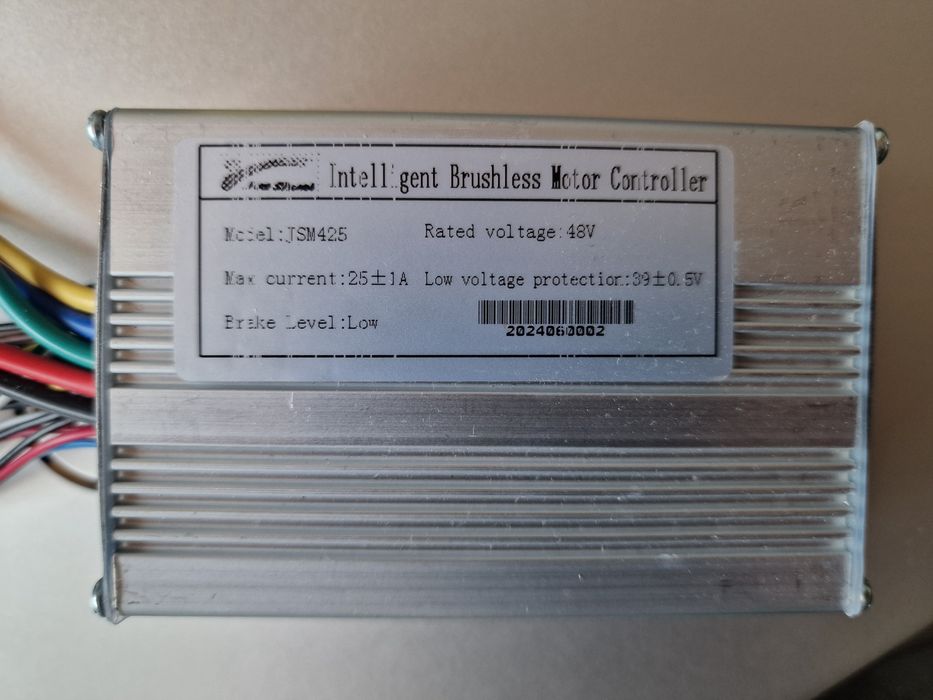 Intelligent Brushless Motor Controller
Model:JSM425 Rated voltage:48V
Max current:25±1A Low voltage protection:39±0.5V
Brake Level:Low
2024060002